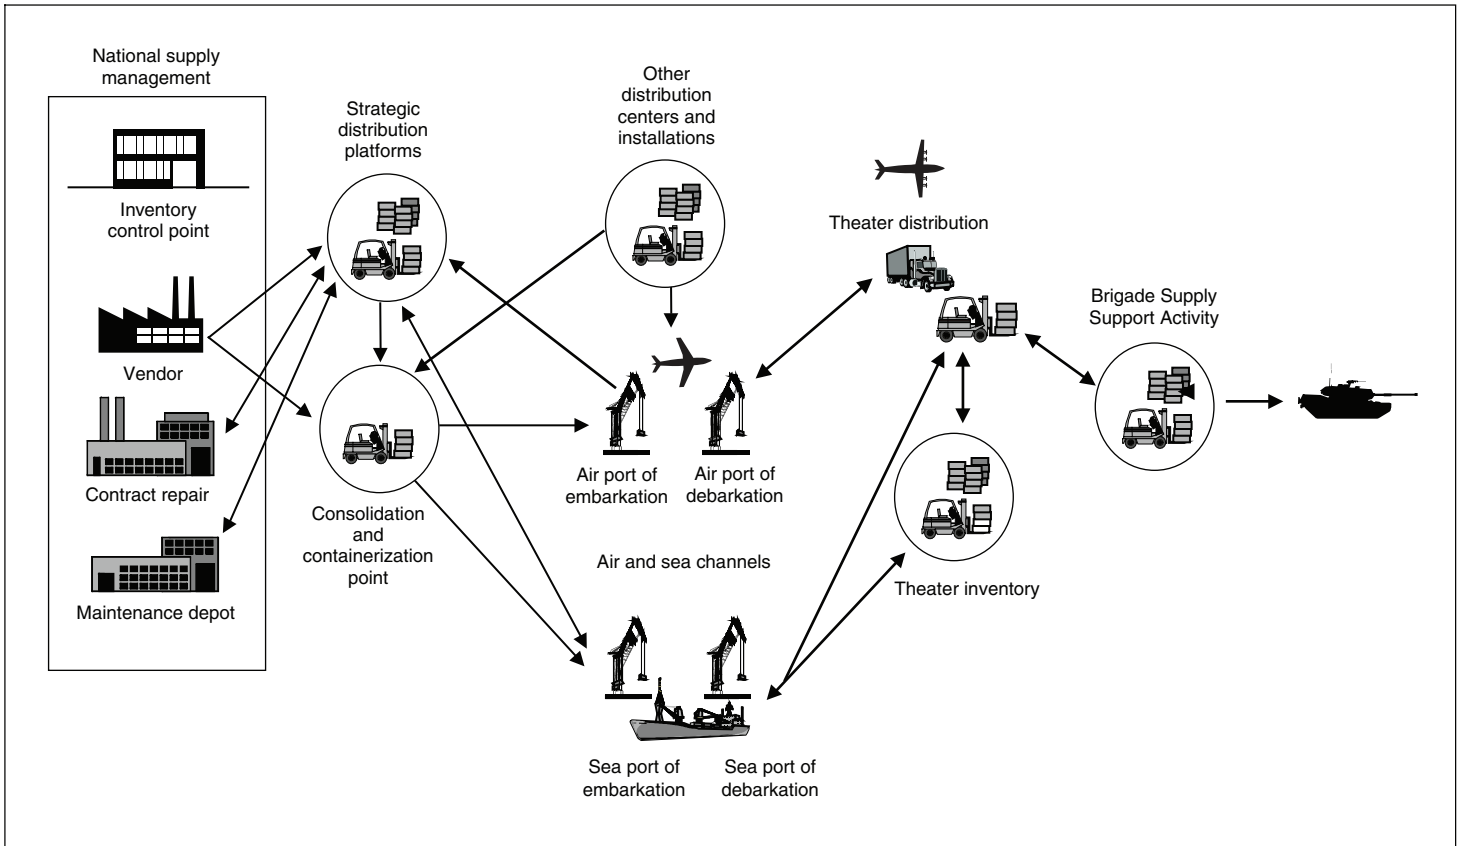 National supply
management
Inventory
control point
Vendor
Contract repair
Maintenance depot
Strategic
distribution
platforms
Consolidation
and
containerization
point
Other
distribution
centers and
installations
Air port of
embarkation
Air port of
debarkation
Air and sea channels
Sea port of
embarkation
Sea port of
debarkation
Theater distribution
Theater inventory
Brigade Supply
Support Activity